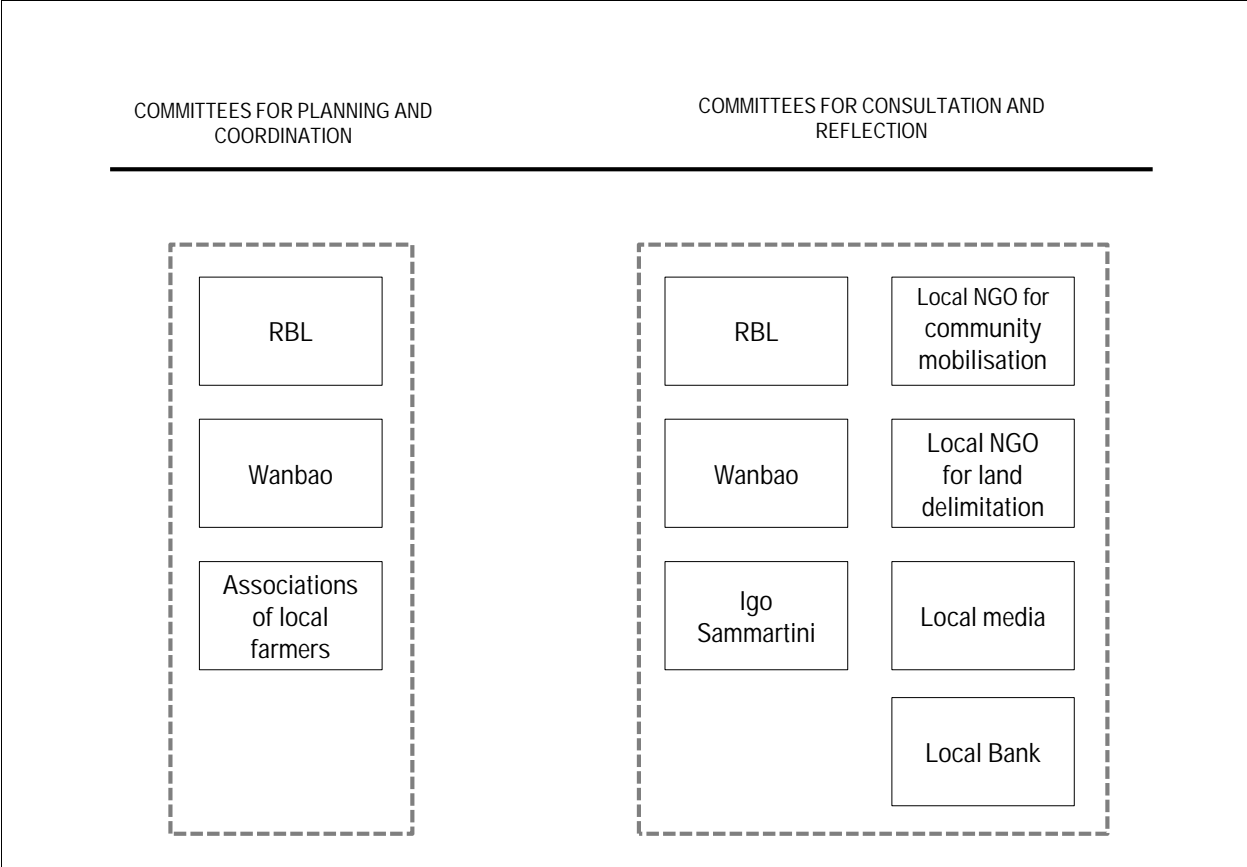 COMMITTEES FOR PLANNING AND
COORDINATION
COMMITTEES FOR CONSULTATION AND
REFLECTION
RBL
Wanbao
Associations
of local
farmers
RBL
Wanbao
Igo
Sammartini
Local NGO for
community
mobilisation
Local NGO
for land
delimitation
Local media
Local Bank